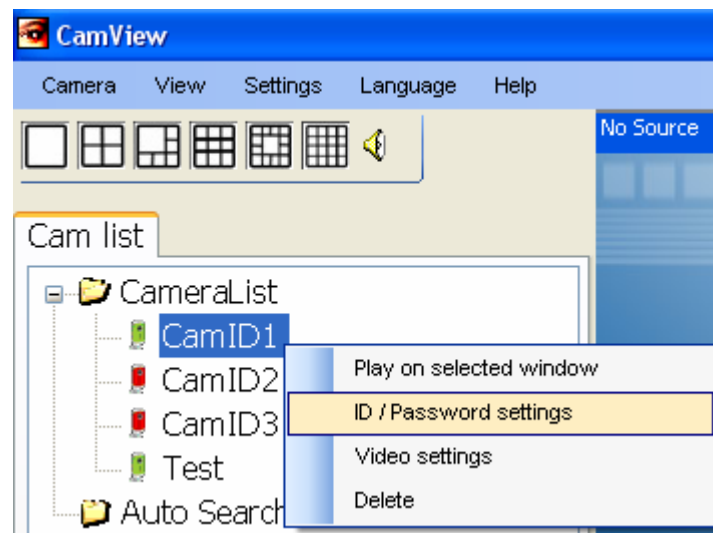 CamView
Camera View Settings Language Help
No Source
Cam list
CameraList
CamID1
CamID2
CamID3
Test
Auto Search
Play on selected window
ID / Password settings
Video settings
Delete